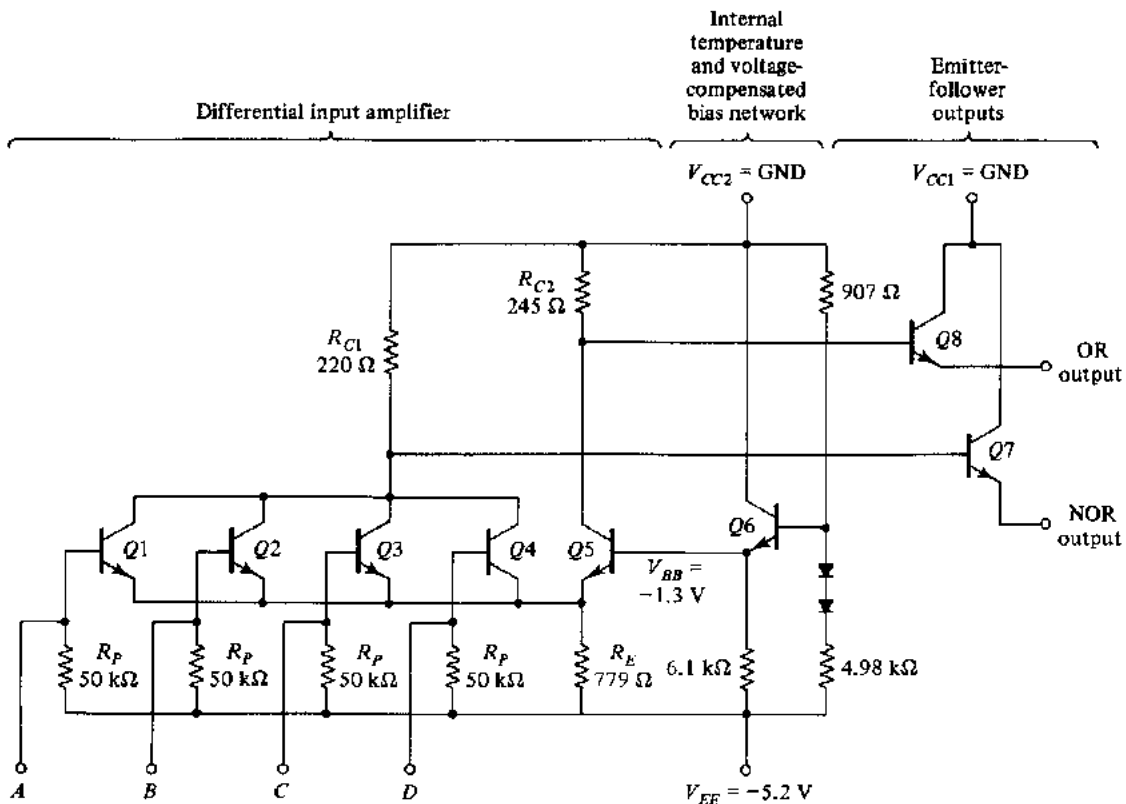 Internal
temperature
and voltage-
compensated
bias network
Emitter-
follower
outputs
Differential input amplifier
V_CC2 = GND
V_CC1 = GND
R_C2
245 Ω
907 Ω
R_C1
220 Ω
Q8
OR
output
Q7
NOR
output
Q1
Q2
Q3
Q4
Q5
Q6
V_BB =
−1.3 V
R_P
50 kΩ
R_P
50 kΩ
R_P
50 kΩ
R_P
50 kΩ
R_E
779 Ω
6.1 kΩ
4.98 kΩ
A
B
C
D
V_EE = −5.2 V